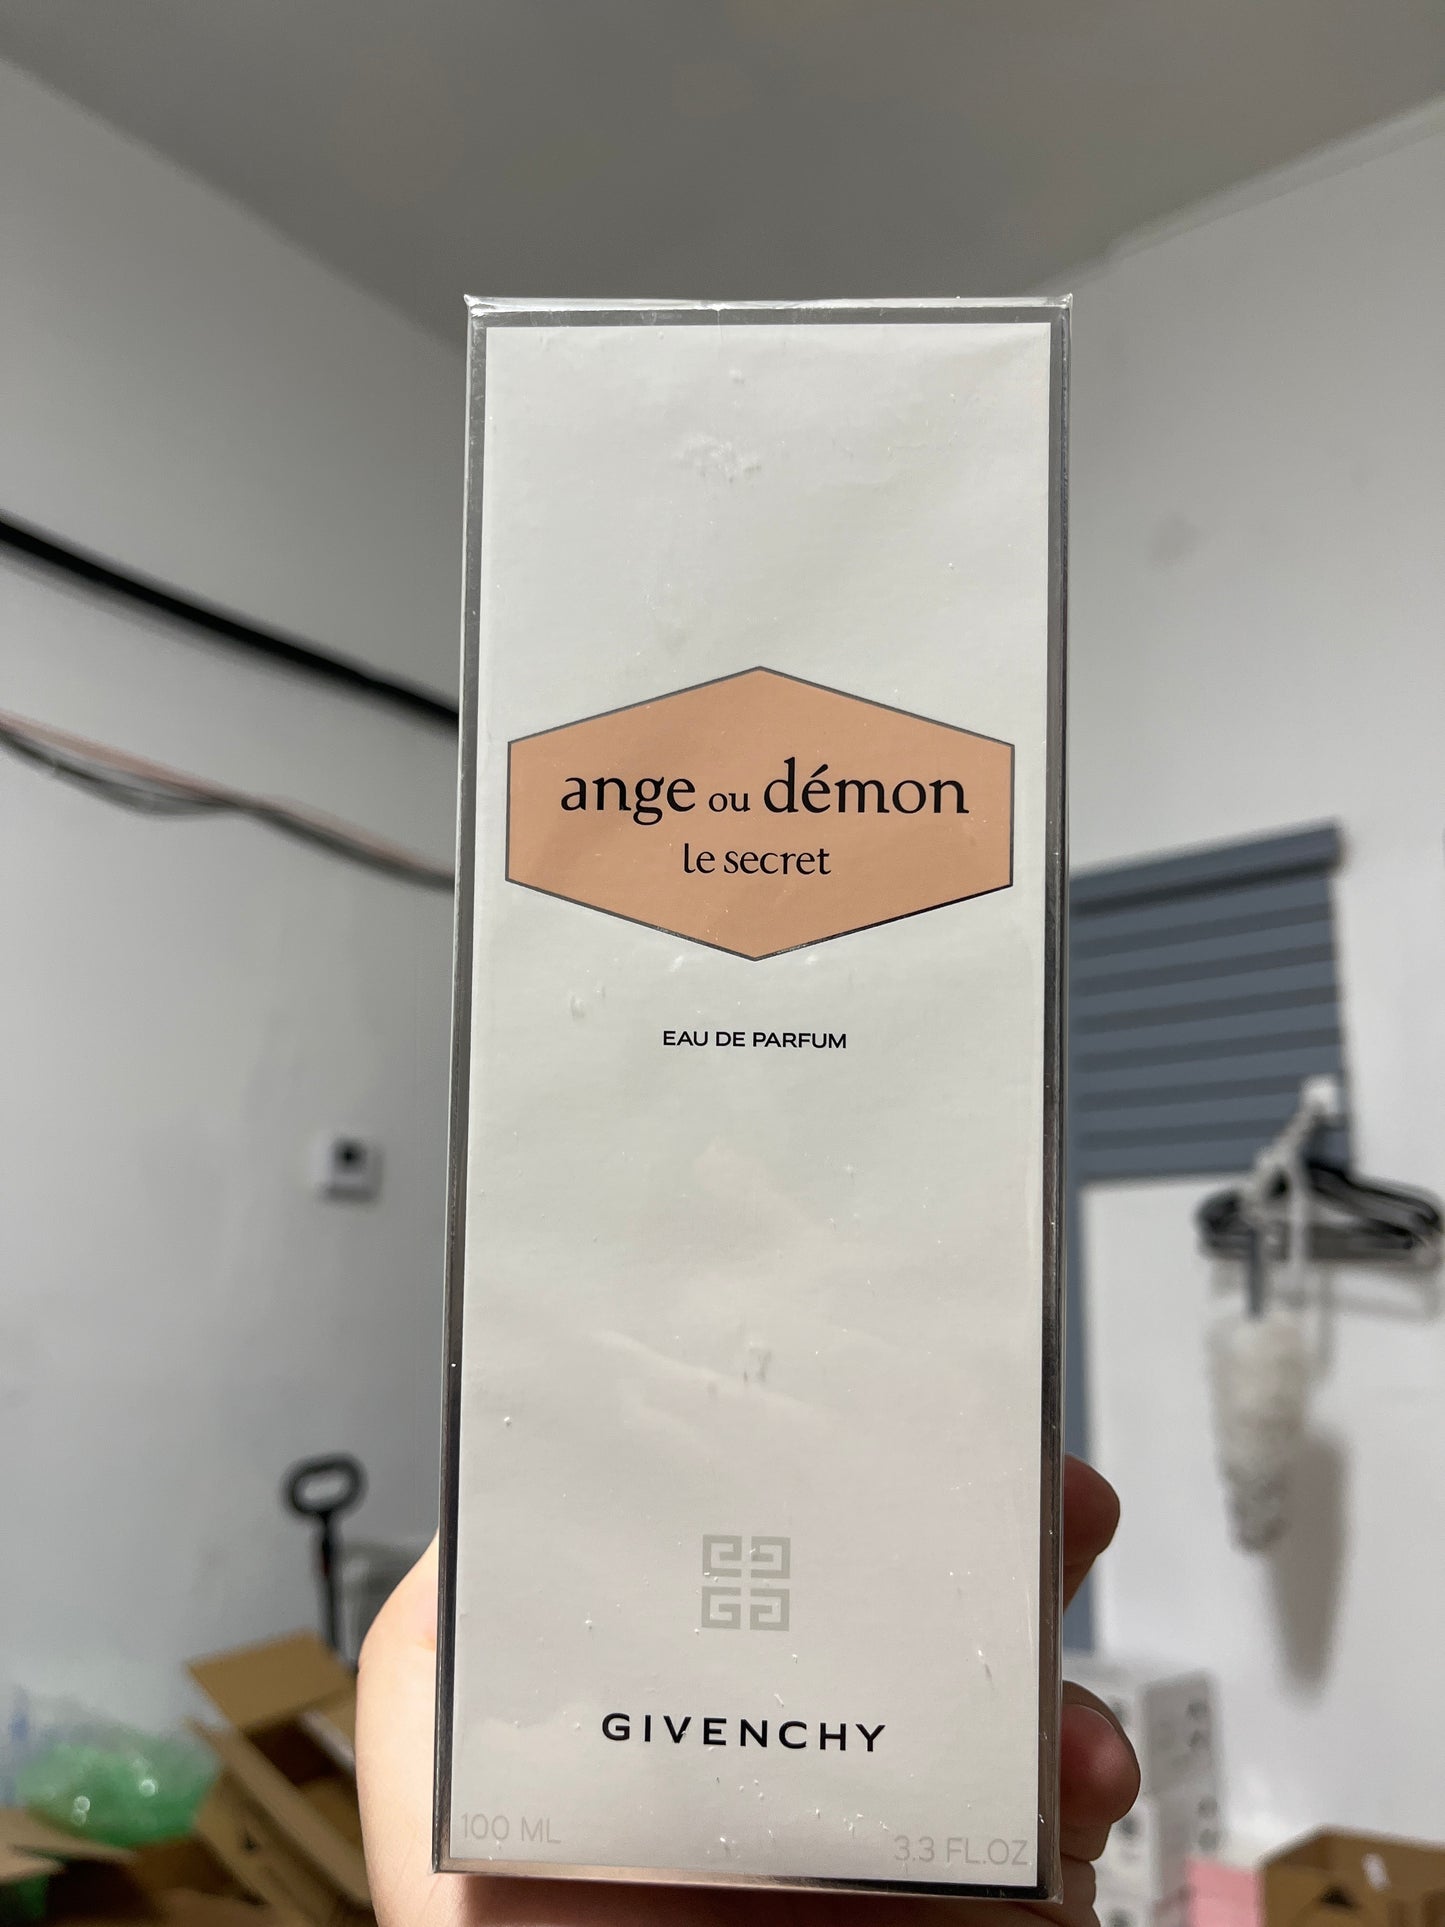 ange ou démon
le secret
EAU DE PARFUM
GIVENCHY
100 ML
3.3 FL.OZ